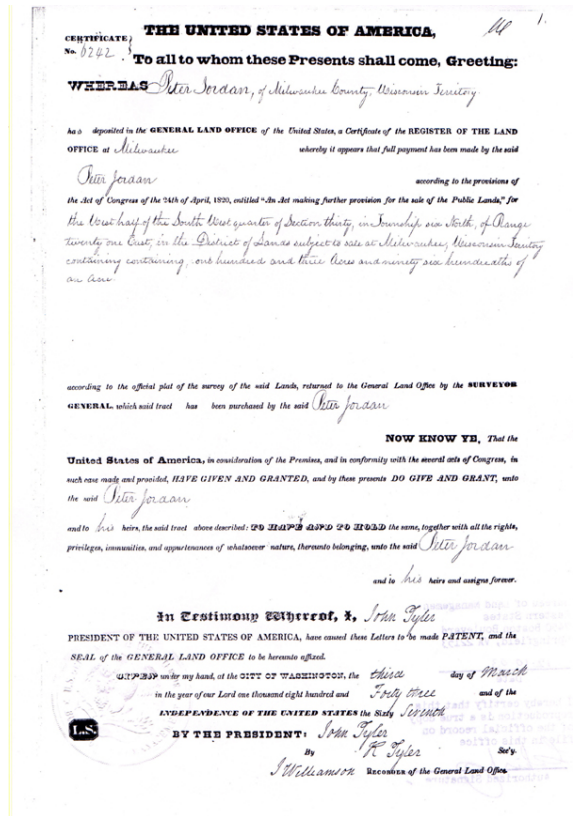 1.
THE UNITED STATES OF AMERICA,
CERTIFICATE
No. 6242
To all to whom these Presents shall come, Greeting:
WHEREAS Peter Jordan, of Milwaukee County, Wisconsin Territory
has deposited in the GENERAL LAND OFFICE of the United States, a Certificate of the REGISTER OF THE LAND
OFFICE at Milwaukee whereby it appears that full payment has been made by the said
Peter Jordan according to the provisions of
the Act of Congress of the 24th of April, 1820, entitled "An Act making further provision for the sale of the Public Lands," for
the West half of the South West quarter of Section thirty, in Township six North, of Range
twenty one East, in the District of Lands subject to sale at Milwaukee, Wisconsin Territory
containing containing, one hundred and three Acres and ninety six hundredths of
an acre
according to the official plat of the survey of the said Lands, returned to the General Land Office by the SURVEYOR
GENERAL, which said tract has been purchased by the said Peter Jordan
NOW KNOW YE, That the
United States of America, in consideration of the Premises, and in conformity with the several acts of Congress, in
such case made and provided, HAVE GIVEN AND GRANTED, and by these presents DO GIVE AND GRANT, unto
the said Peter Jordan
and to his heirs, the said tract above described: TO HAVE AND TO HOLD the same, together with all the rights,
privileges, immunities, and appurtenances of whatsoever nature, thereunto belonging, unto the said Peter Jordan
and to his heirs and assigns forever.
In Testimony Whereof, I, John Tyler
PRESIDENT OF THE UNITED STATES OF AMERICA, have caused these Letters to be made PATENT, and the
SEAL of the GENERAL LAND OFFICE to be hereunto affixed.
GIVEN under my hand, at the CITY OF WASHINGTON, the third day of March
in the year of our Lord one thousand eight hundred and Forty three and of the
INDEPENDENCE OF THE UNITED STATES the Sixty Seventh
L.S.
BY THE PRESIDENT: John Tyler
By R Tyler Sec'y.
J Williamson RECORDER of the General Land Office.